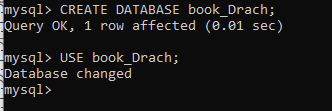 mysql> CREATE DATABASE book_Drach;
Query OK, 1 row affected (0.01 sec)
mysql> USE book_Drach;
Database changed
mysql>